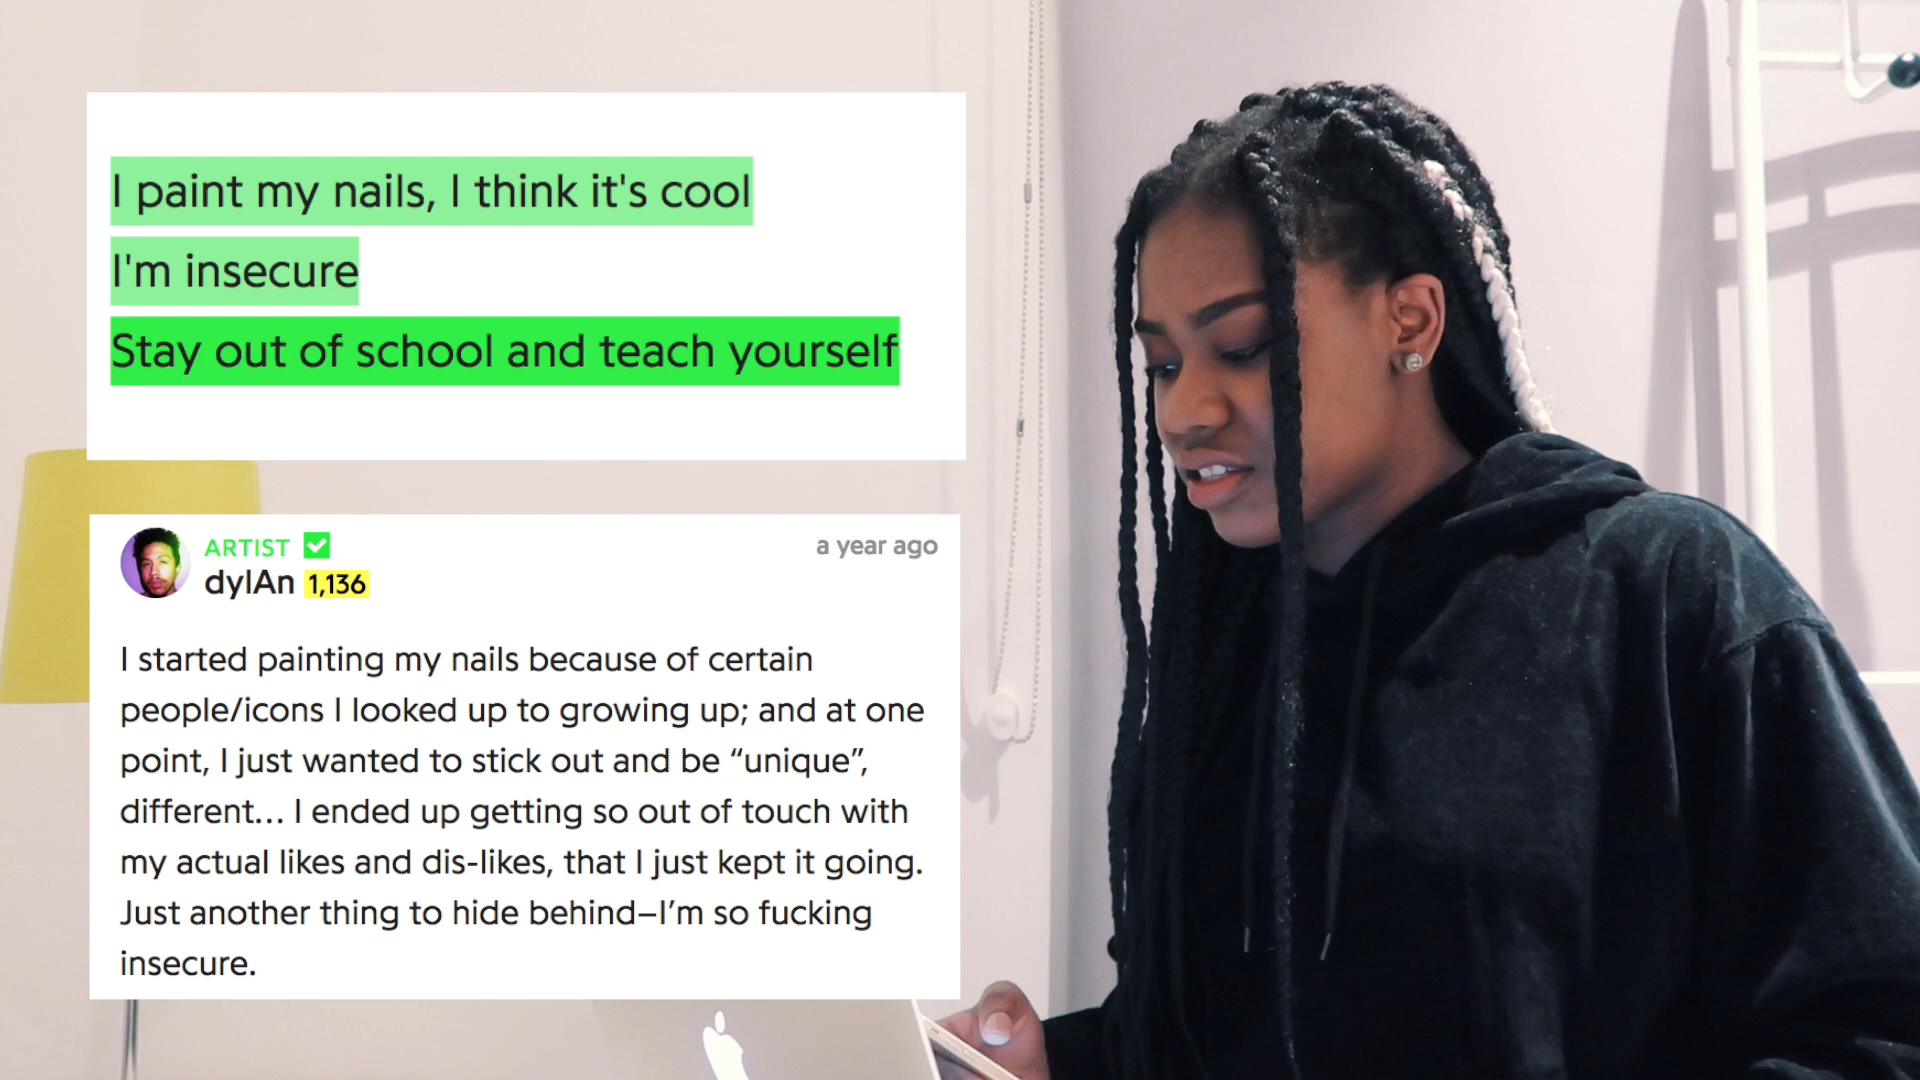 I paint my nails, I think it's cool
I'm insecure
Stay out of school and teach yourself
ARTIST
a year ago
dylAn 1,136
I started painting my nails because of certain
people/icons I looked up to growing up; and at one
point, I just wanted to stick out and be “unique”,
different... I ended up getting so out of touch with
my actual likes and dis-likes, that I just kept it going.
Just another thing to hide behind–I’m so fucking
insecure.